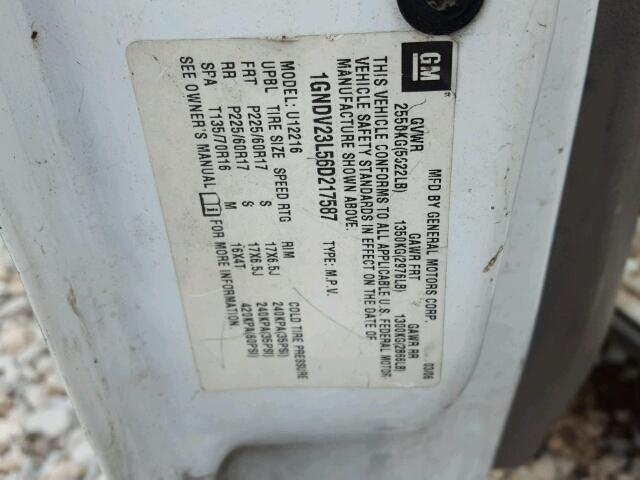 GM
MFD BY GENERAL MOTORS CORP. 03/06
GVWR GAWR FRT GAWR RR
2550KG(5622LB) 1350KG(2976LB) 1300KG(2866LB)
THIS VEHICLE CONFORMS TO ALL APPLICABLE U.S. FEDERAL MOTOR
VEHICLE SAFETY STANDARDS IN EFFECT ON THE DATE OF
MANUFACTURE SHOWN ABOVE.
1GNDV23L56D217587 TYPE: M.P.V.
MODEL: U12216
UPBL TIRE SIZE SPEED RTG RIM COLD TIRE PRESSURE
FRT P225/60R17 S 17X6.5J 240KPA(35PSI)
RR P225/60R17 S 17X6.5J 240KPA(35PSI)
SPA T135/70R16 M 16X4T 420KPA(60PSI)
SEE OWNER'S MANUAL FOR MORE INFORMATION